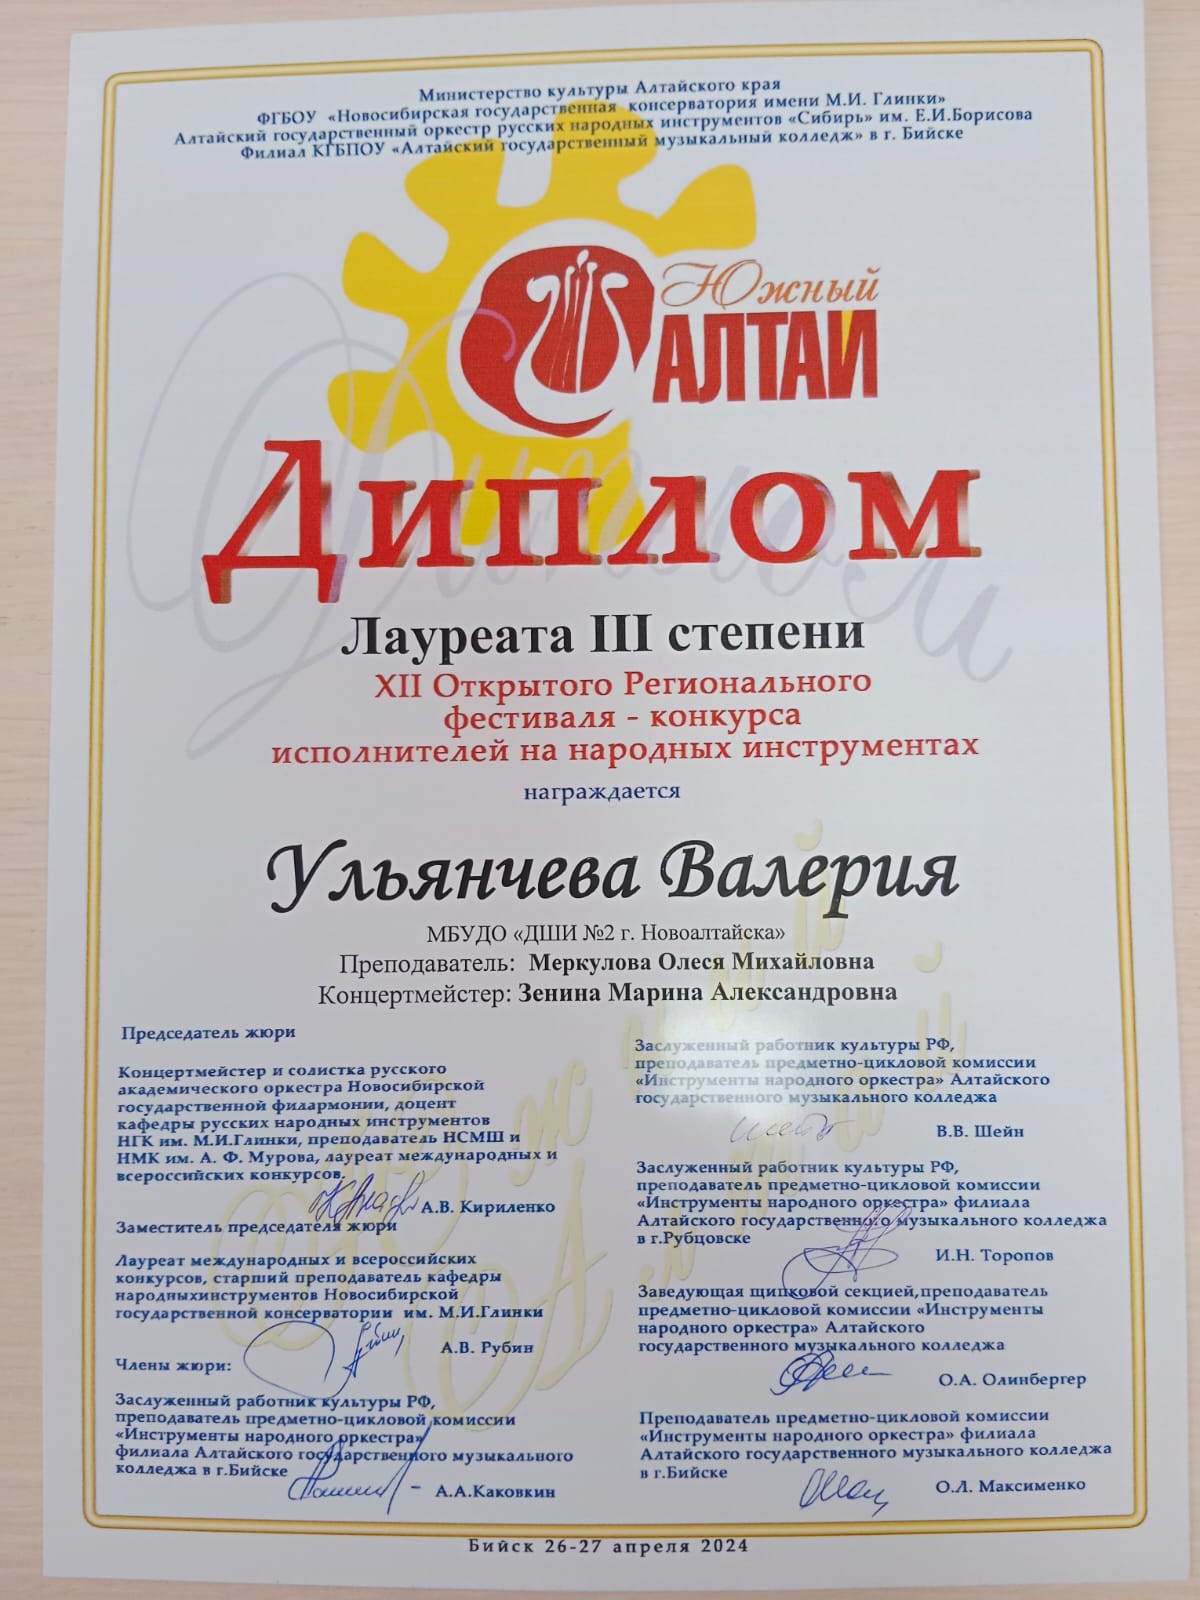 Министерство культуры Алтайского края
ФГБОУ «Новосибирская государственная консерватория имени М.И. Глинки»
Алтайский государственный оркестр русских народных инструментов «Сибирь» им. Е.И.Борисова
Филиал КГБПОУ «Алтайский государственный музыкальный колледж» в г. Бийске
Южный
АЛТАЙ
Диплом
Диплом
Лауреата III степени
XII Открытого Регионального
фестиваля - конкурса
исполнителей на народных инструментах
награждается
Ульянчева Валерия
МБУДО «ДШИ №2 г. Новоалтайска»
Преподаватель: Меркулова Олеся Михайловна
Концертмейстер: Зенина Марина Александровна
Председатель жюри
Концертмейстер и солистка русского
академического оркестра Новосибирской
государственной филармонии, доцент
кафедры русских народных инструментов
НГК им. М.И.Глинки, преподаватель НСМШ и
НМК им. А. Ф. Мурова, лауреат международных и
всероссийских конкурсов.
А.В. Кириленко
Заместитель председателя жюри
Лауреат международных и всероссийских
конкурсов, старший преподаватель кафедры
народныхинструментов Новосибирской
государственной консерватории им. М.И.Глинки
А.В. Рубин
Члены жюри:
Заслуженный работник культуры РФ,
преподаватель предметно-цикловой комиссии
«Инструменты народного оркестра»
филиала Алтайского государственного музыкального
колледжа в г.Бийске
А.А.Каковкин
Заслуженный работник культуры РФ,
преподаватель предметно-цикловой комиссии
«Инструменты народного оркестра» Алтайского
государственного музыкального колледжа
В.В. Шейн
Заслуженный работник культуры РФ,
преподаватель предметно-цикловой комиссии
«Инструменты народного оркестра» филиала
Алтайского государственного музыкального колледжа
в г.Рубцовске
И.Н. Торопов
Заведующая щипковой секцией,преподаватель
предметно-цикловой комиссии «Инструменты
народного оркестра» Алтайского
государственного музыкального колледжа
О.А. Олинбергер
Преподаватель предметно-цикловой комиссии
«Инструменты народного оркестра» филиала
Алтайского государственного музыкального колледжа
в г.Бийске
О.Л. Максименко
Бийск 26-27 апреля 2024